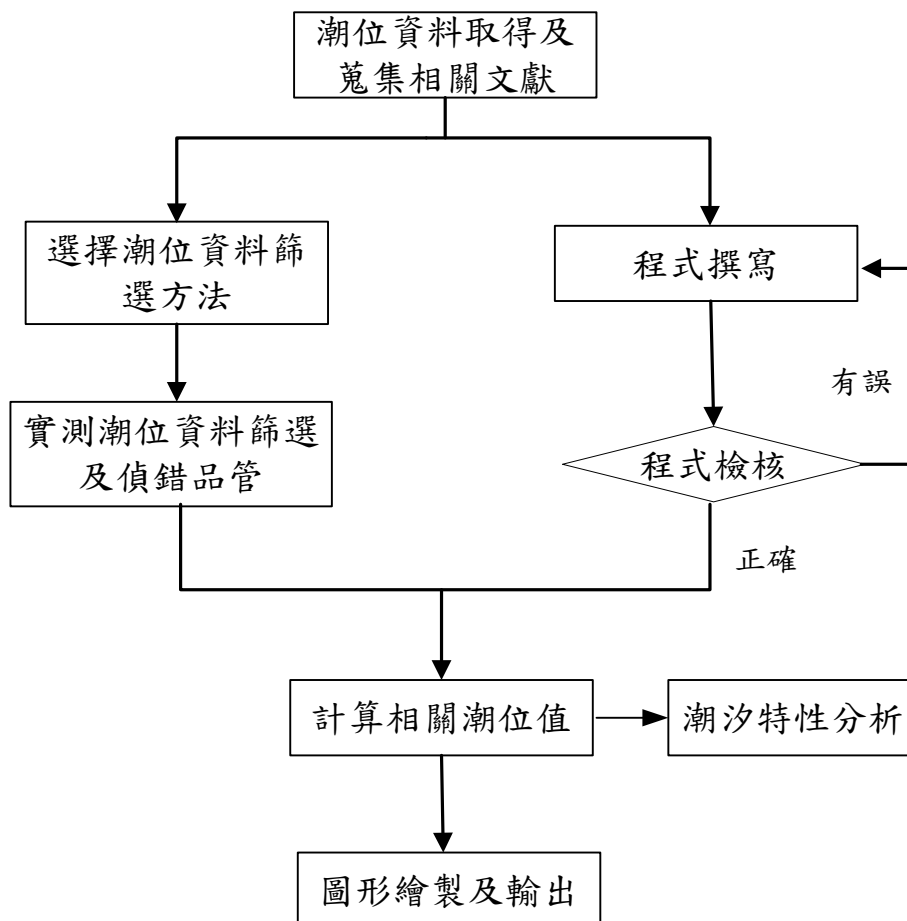 潮位資料取得及
蒐集相關文獻
選擇潮位資料篩
選方法
程式撰寫
有誤
實測潮位資料篩選
及偵錯品管
程式檢核
正確
計算相關潮位值
潮汐特性分析
圖形繪製及輸出